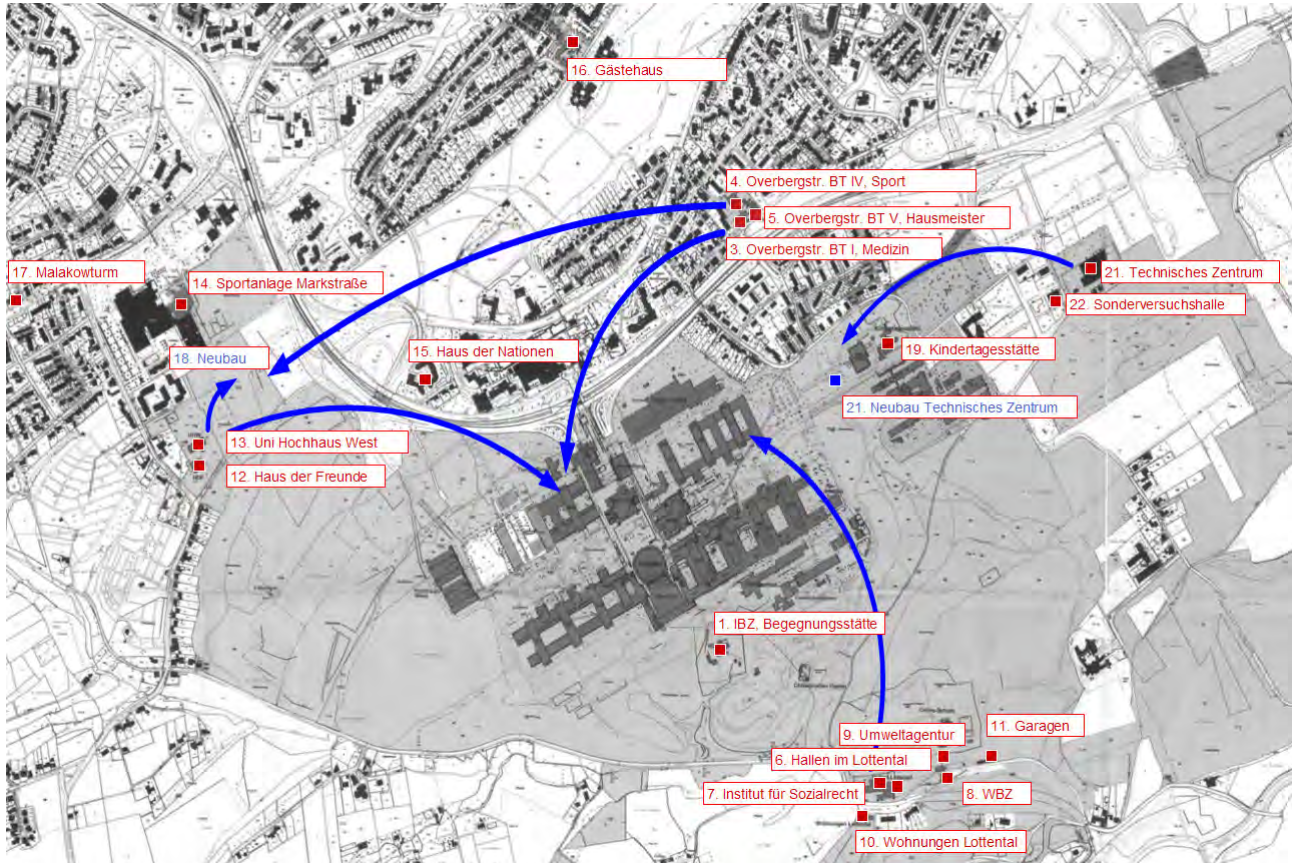 16. Gästehaus
4. Overbergstr. BT IV, Sport
5. Overbergstr. BT V, Hausmeister
3. Overbergstr. BT I, Medizin
17. Malakowturm
14. Sportanlage Markstraße
21. Technisches Zentrum
22. Sonderversuchshalle
18. Neubau
15. Haus der Nationen
19. Kindertagesstätte
21. Neubau Technisches Zentrum
13. Uni Hochhaus West
12. Haus der Freunde
1. IBZ, Begegnungsstätte
11. Garagen
9. Umweltagentur
6. Hallen im Lottental
7. Institut für Sozialrecht
8. WBZ
10. Wohnungen Lottental